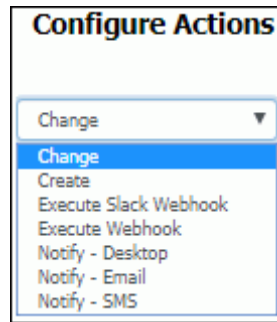 Configure Actions
Change
Change
Create
Execute Slack Webhook
Execute Webhook
Notify - Desktop
Notify - Email
Notify - SMS